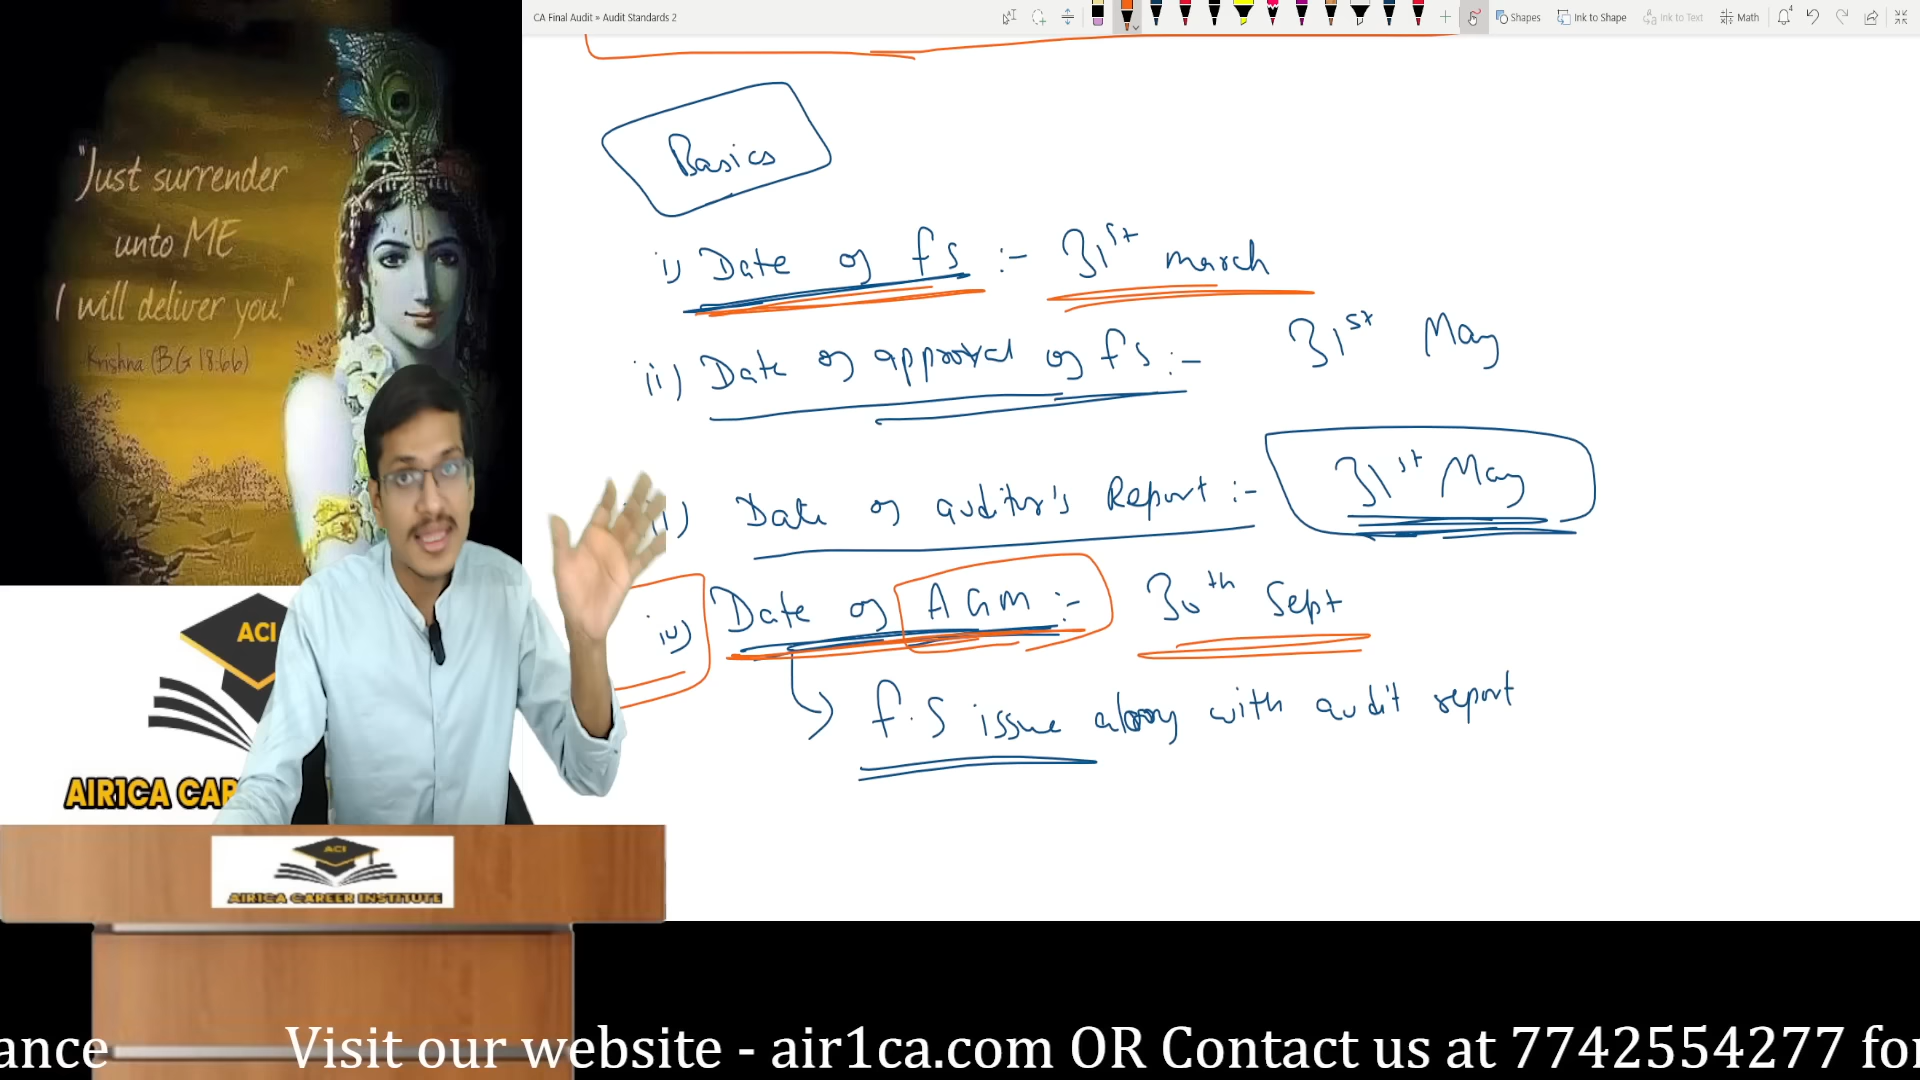 CA Final Audit » Audit Standards 2
Shapes
Ink to Shape
Ink to Text
Math
"Just surrender
unto ME
I will deliver you!"
-Krishna (B.G 18.66)
Basics
i) Date of fs :- 31st march
ii) Date of approval of fs :- 31st May
Date of auditor's Report :- 31st May
iv) Date of AGM :- 30th Sept
f.s issue along with audit report
ACI
AIR1CA CAR
ACI
AIR1CA CAREER INSTITUTE
ance Visit our website - air1ca.com OR Contact us at 7742554277 for